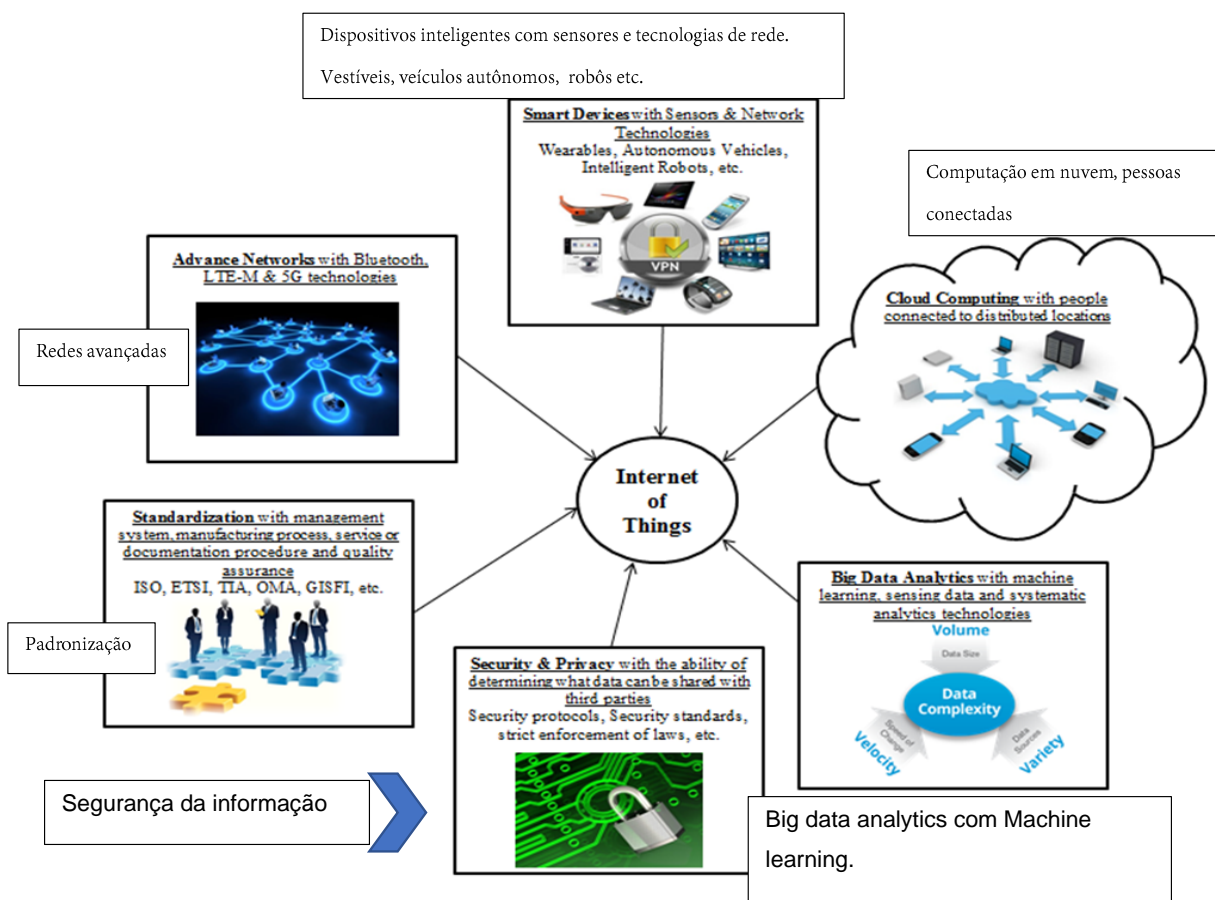 Dispositivos inteligentes com sensores e tecnologias de rede.
Vestíveis, veículos autônomos, robôs etc.
Smart Devices with Sensors & Network
Technologies
Wearables, Autonomous Vehicles,
Intelligent Robots, etc.
VPN
Computação em nuvem, pessoas
conectadas
Cloud Computing with people
connected to distributed locations
Advance Networks with Bluetooth,
LTE-M & 5G technologies
Redes avançadas
Internet
of
Things
Standardization with management
system, manufacturing process, service or
documentation procedure and quality
assurance
ISO, ETSI, TIA, OMA, GISFI, etc.
Padronização
Security & Privacy with the ability of
determining what data can be shared with
third parties
Security protocols, Security standards,
strict enforcement of laws, etc.
Segurança da informação
Big Data Analytics with machine
learning, sensing data and systematic
analytics technologies
Volume
Data Size
Data
Complexity
Speed of
Change
Velocity
Data
Sources
Variety
Big data analytics com Machine
learning.